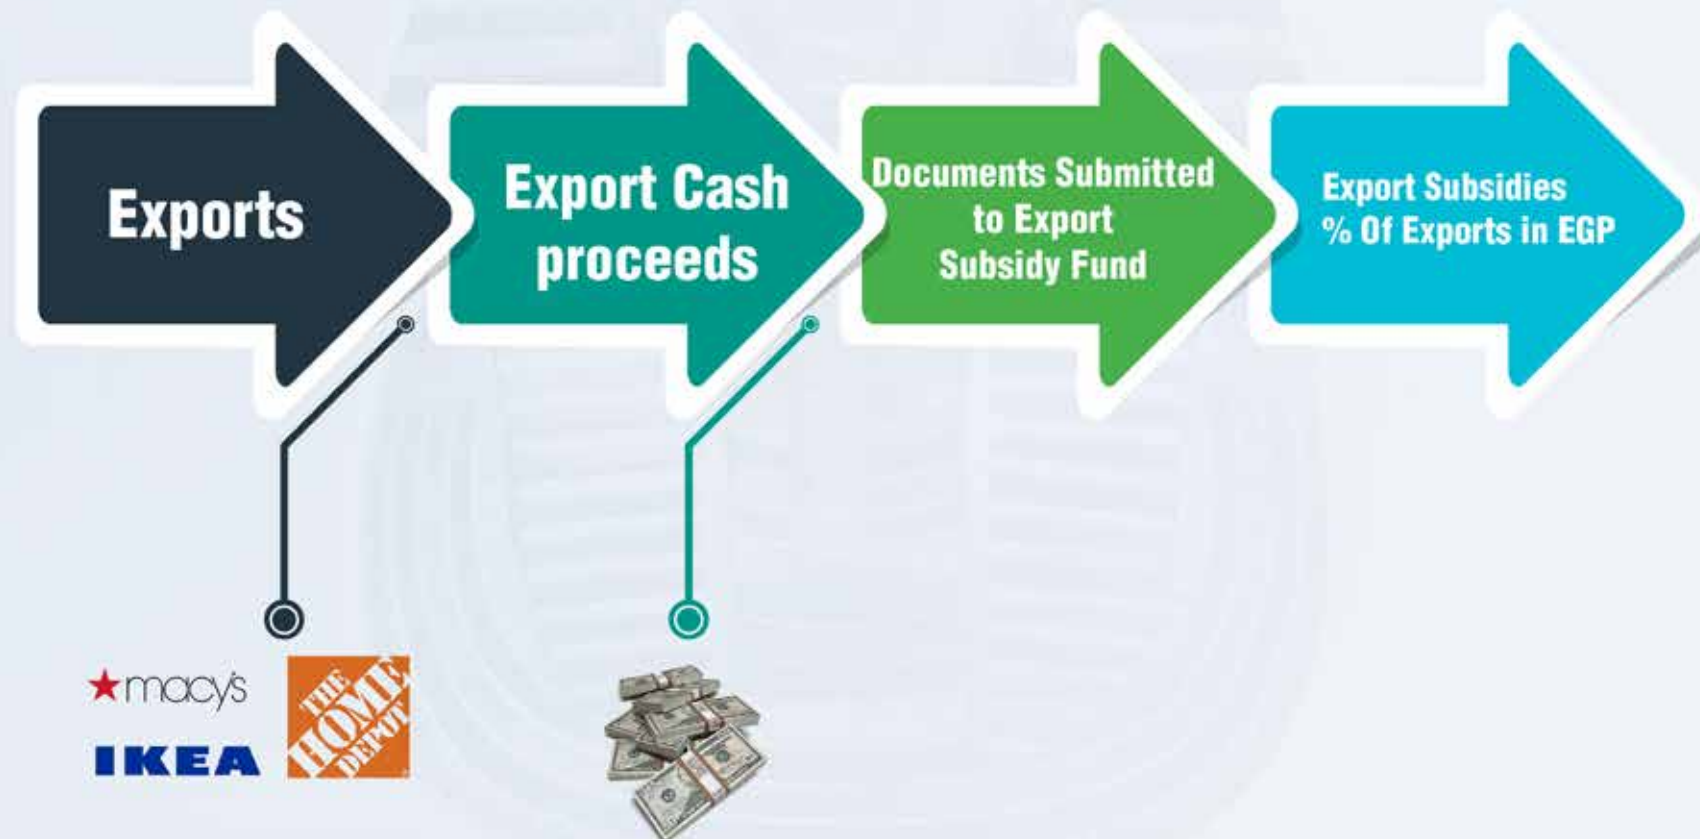 Exports
Export Cash
proceeds
Documents Submitted
to Export
Subsidy Fund
Export Subsidies
% Of Exports in EGP
macy's
IKEA
THE
HOME
DEPOT